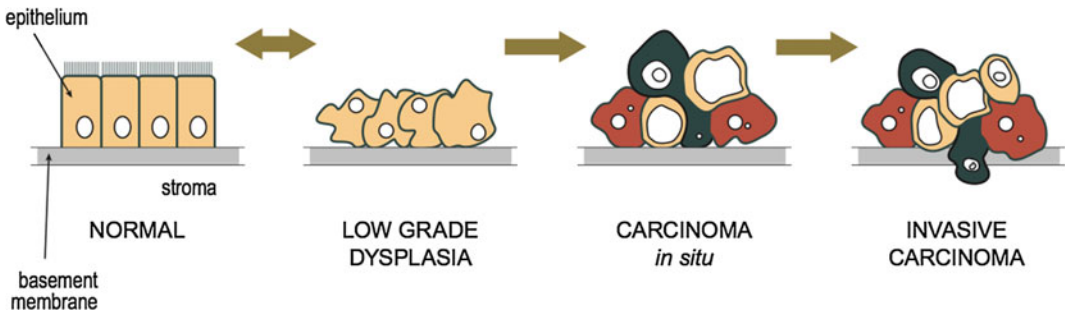 epithelium
stroma
NORMAL
basement
membrane
LOW GRADE
DYSPLASIA
CARCINOMA
in situ
INVASIVE
CARCINOMA